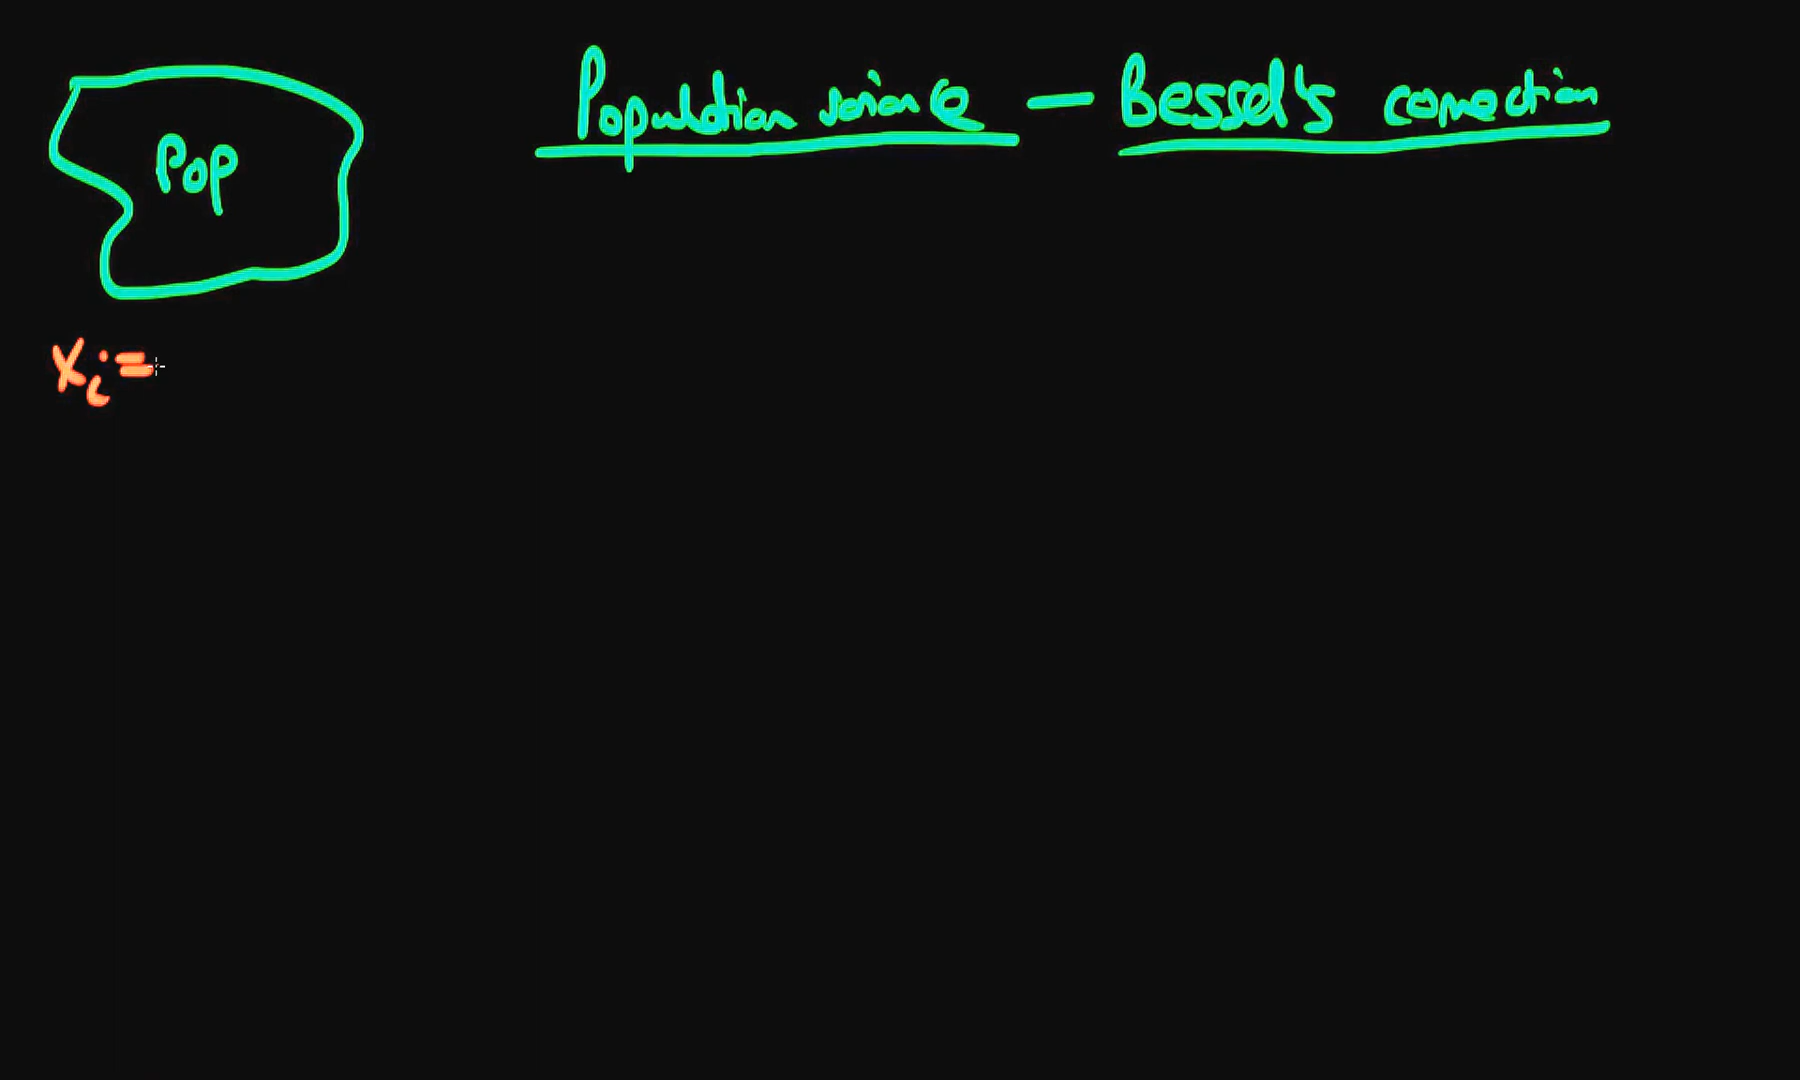 Population variance - Bessel's correction
Pop
xᵢ =